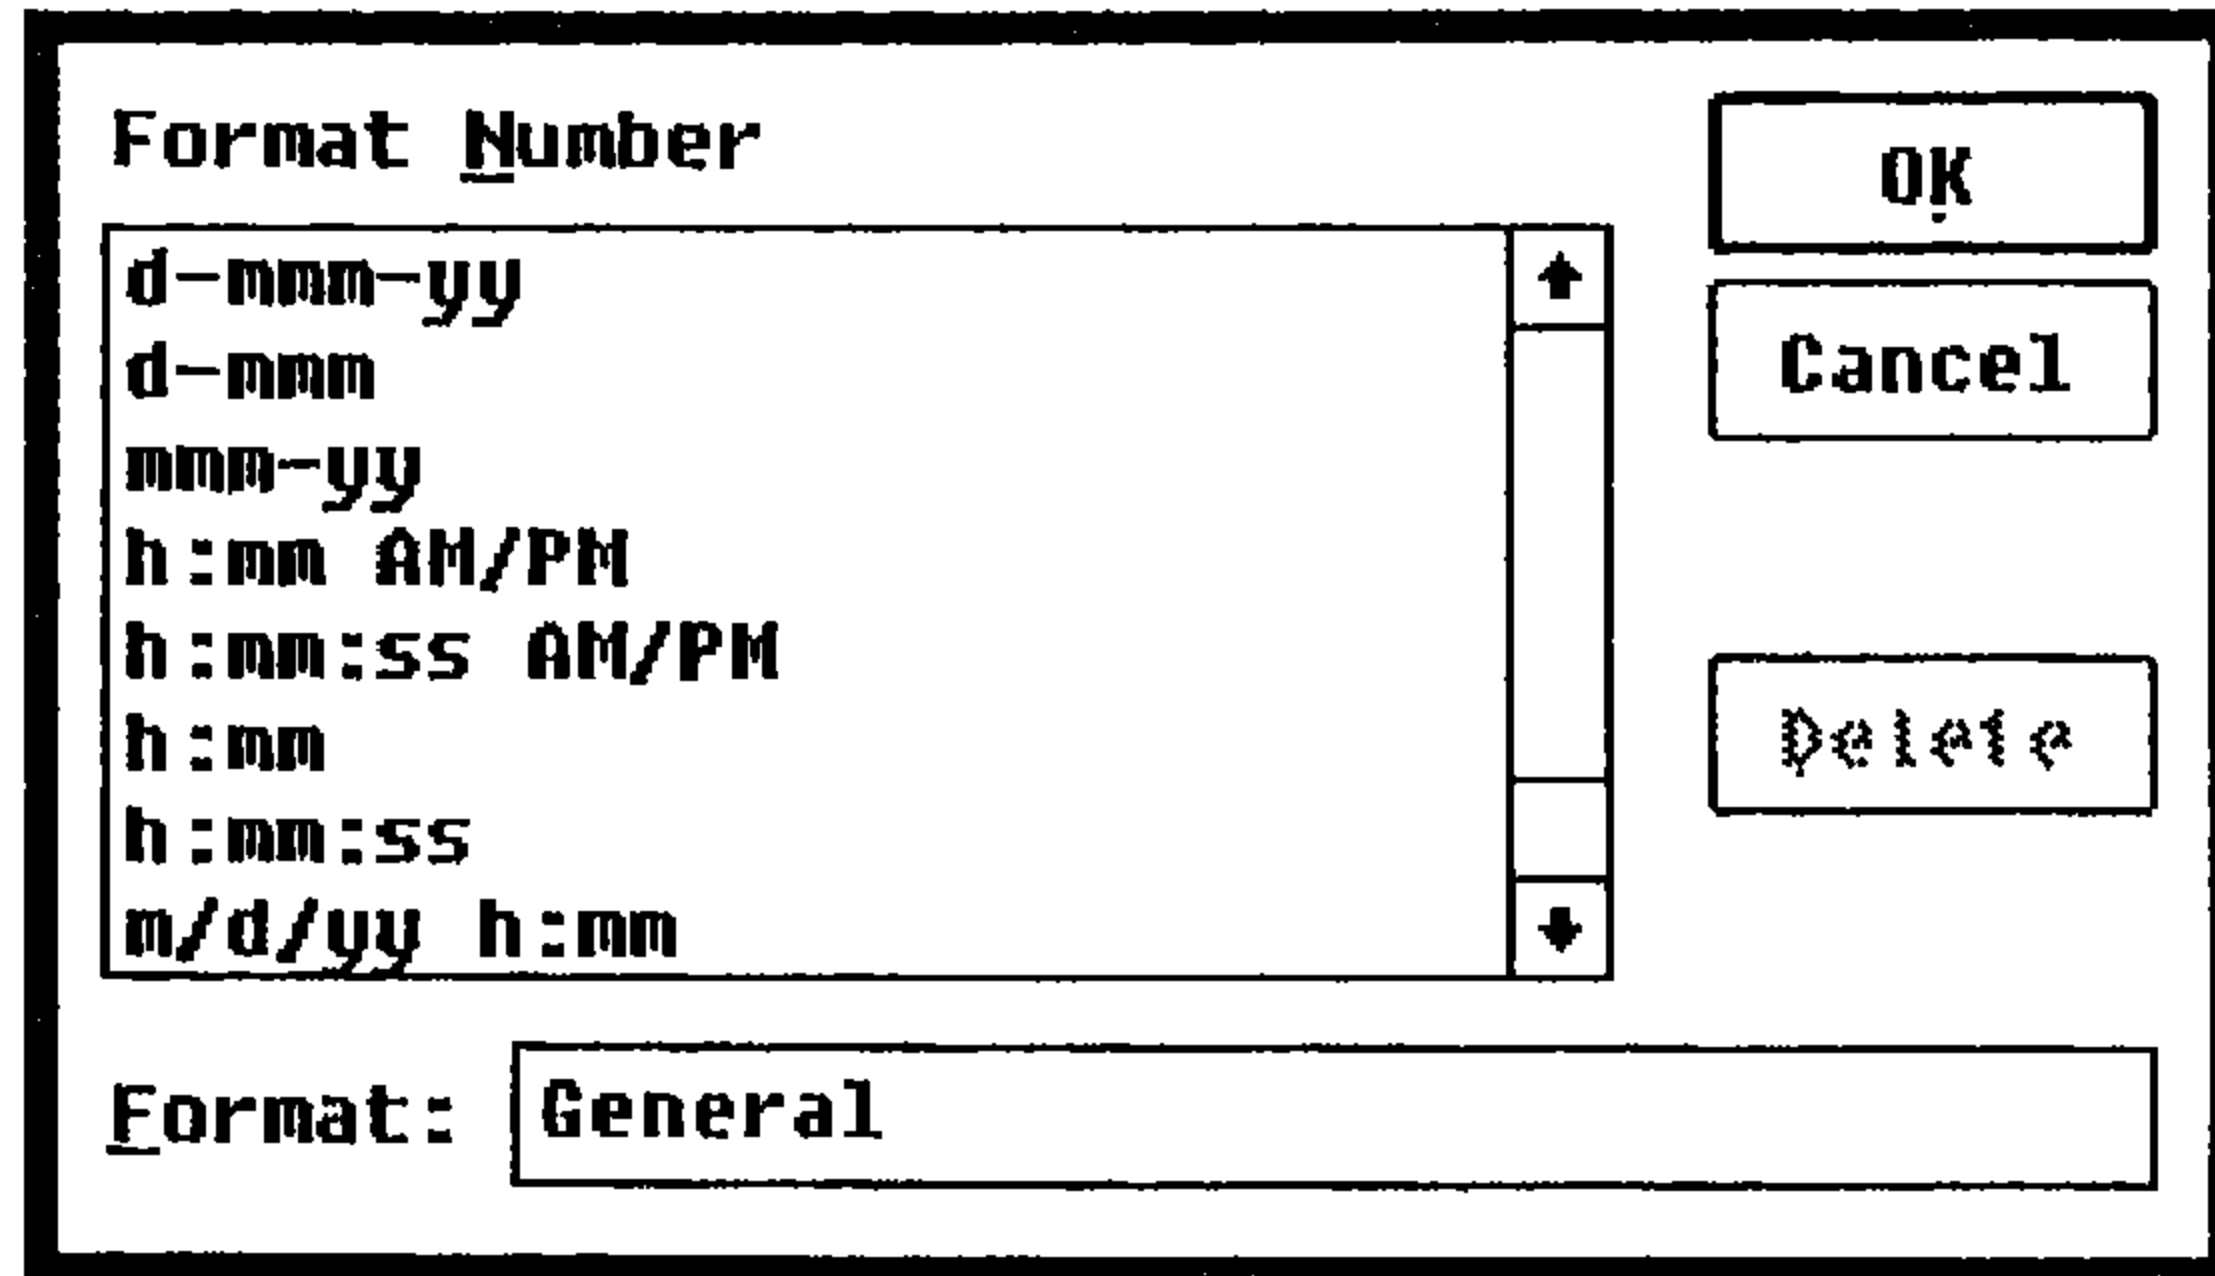 Format Number
OK
d-mmm-yy
Cancel
d-mmm
mmm-yy
h:mm AM/PM
h:mm:ss AM/PM
Delete
h:mm
h:mm:ss
m/d/yy h:mm
Format: General